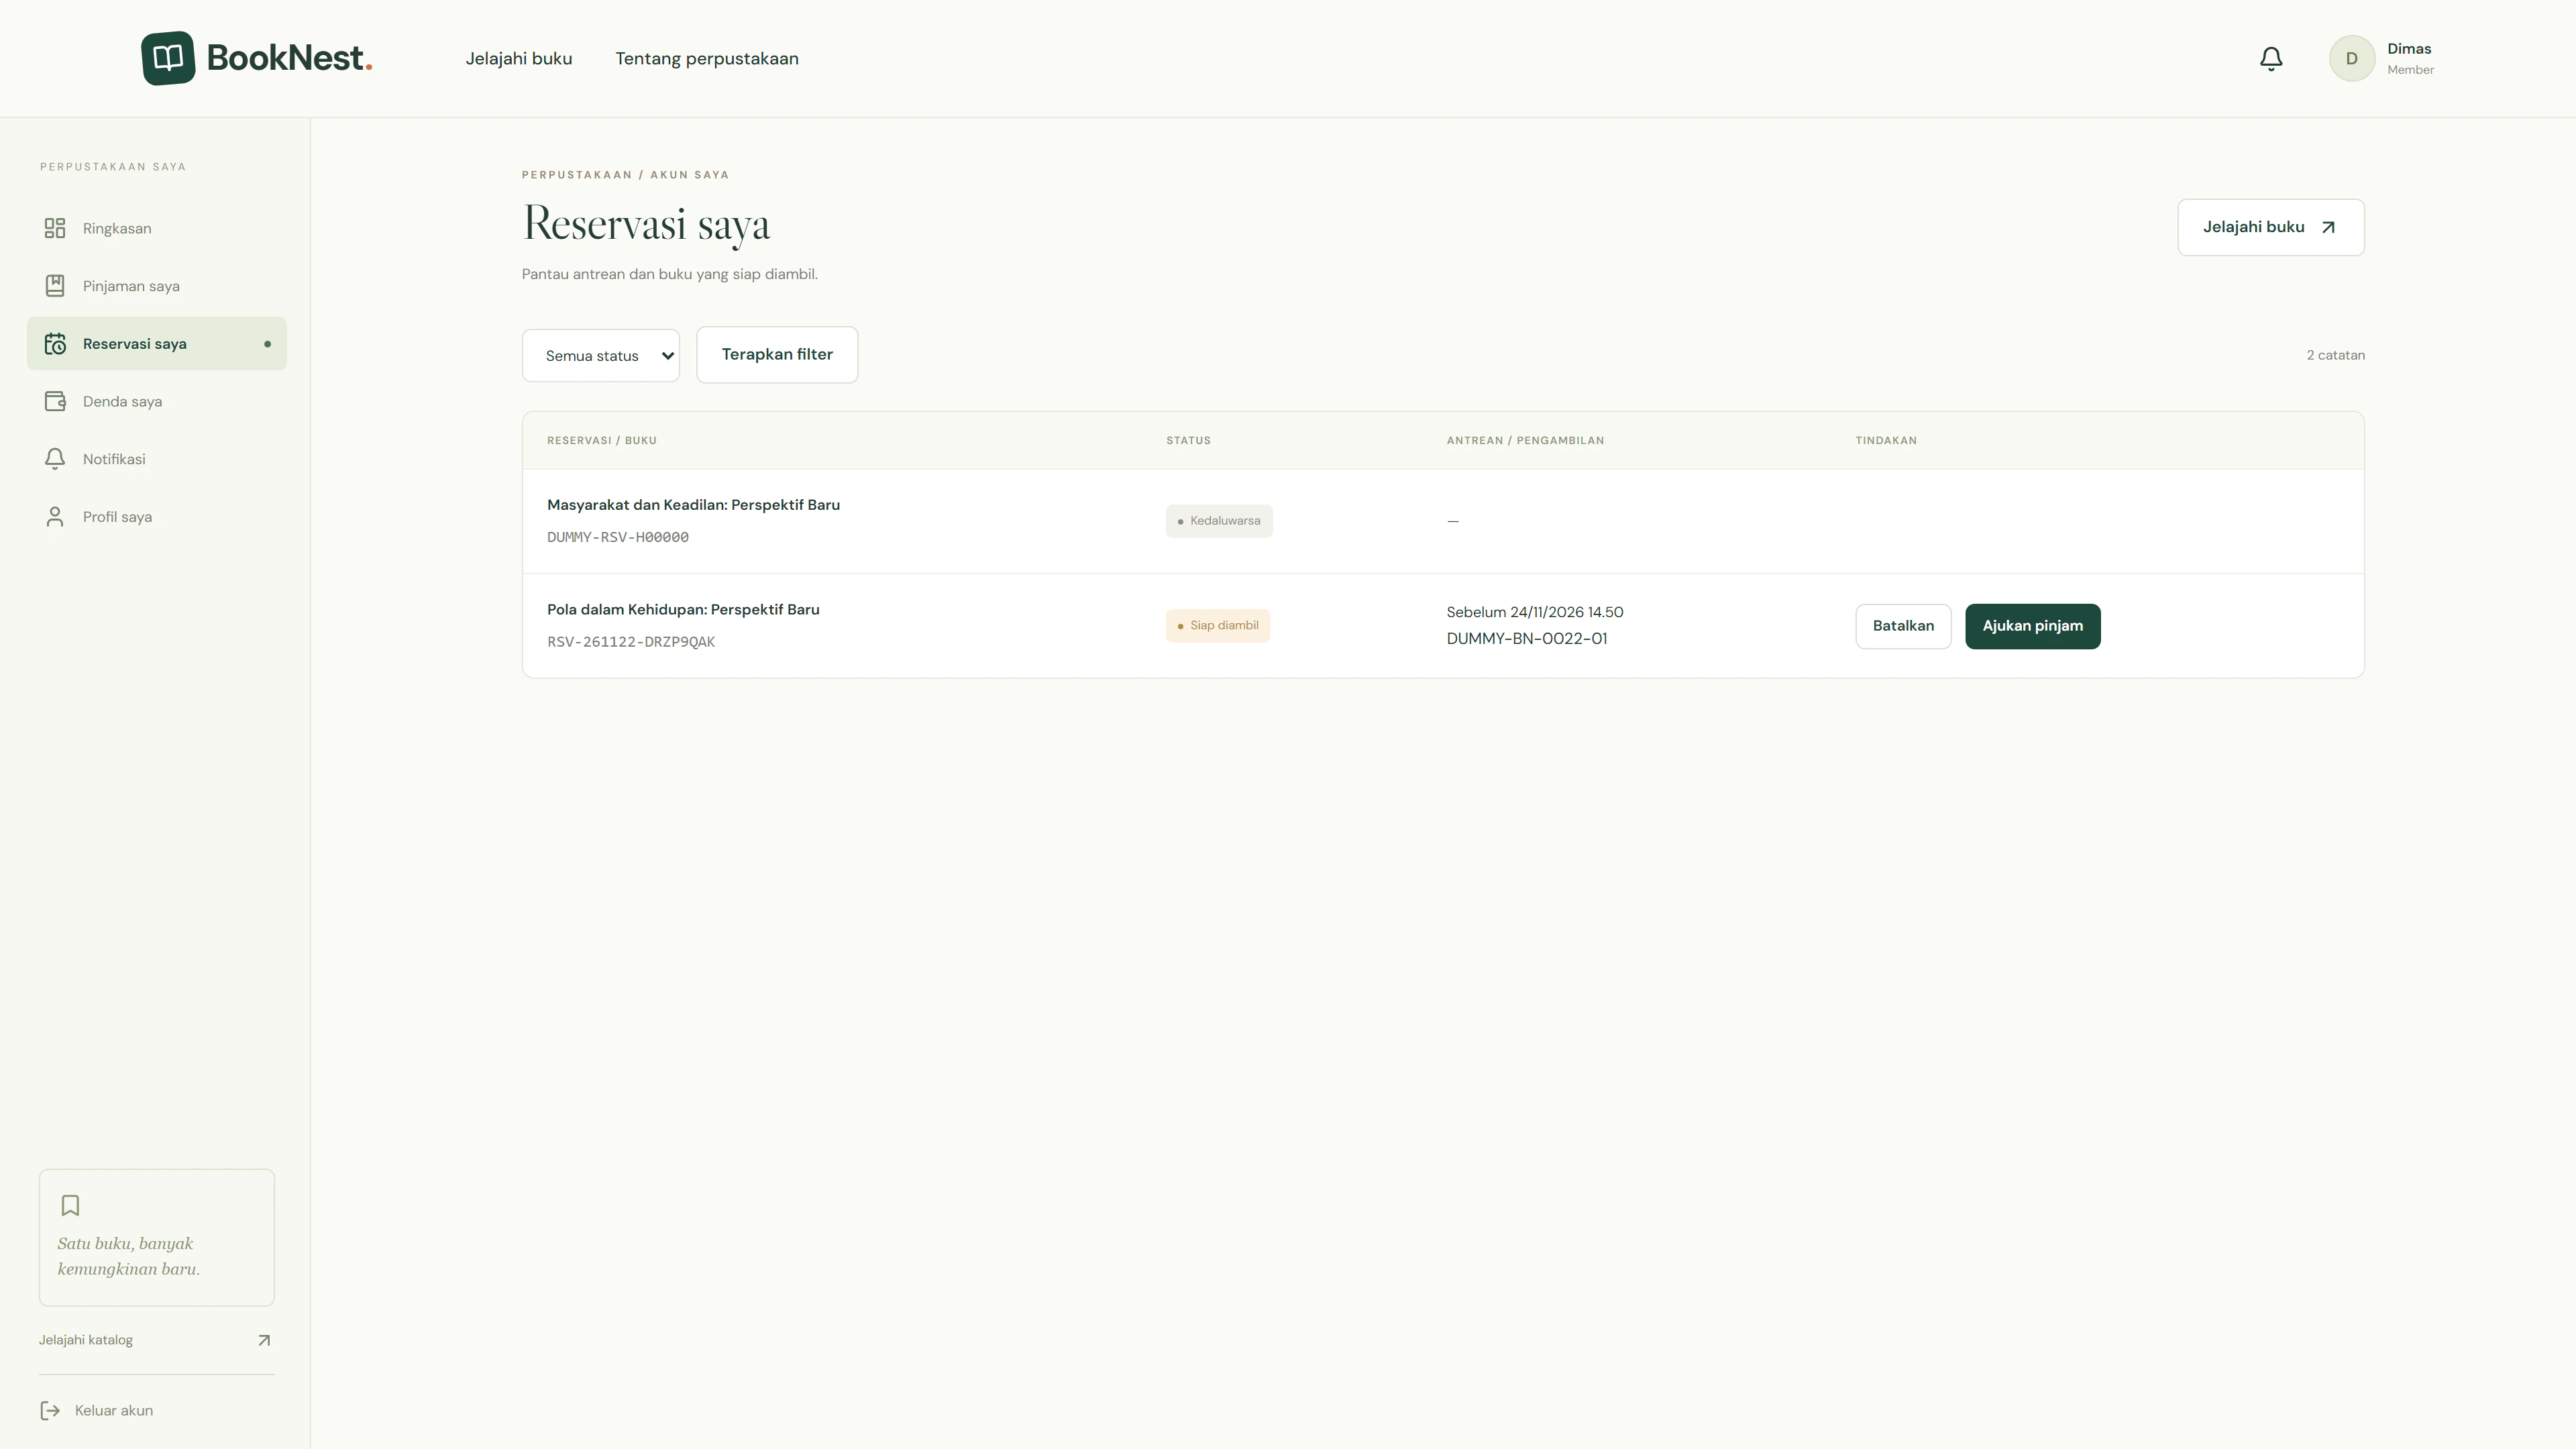 BookNest.
Jelajahi buku
Tentang perpustakaan
D
Dimas
Member
PERPUSTAKAAN SAYA
Ringkasan
Pinjaman saya
Reservasi saya
Denda saya
Notifikasi
Profil saya
Satu buku, banyak
kemungkinan baru.
Jelajahi katalog
Keluar akun
PERPUSTAKAAN / AKUN SAYA
Reservasi saya
Pantau antrean dan buku yang siap diambil.
Jelajahi buku
Semua status
Terapkan filter
2 catatan
RESERVASI / BUKU
STATUS
ANTREAN / PENGAMBILAN
TINDAKAN
Masyarakat dan Keadilan: Perspektif Baru
DUMMY-RSV-H00000
Kedaluwarsa
—
Pola dalam Kehidupan: Perspektif Baru
RSV-261122-DRZP9QAK
Siap diambil
Sebelum 24/11/2026 14.50
DUMMY-BN-0022-01
Batalkan
Ajukan pinjam